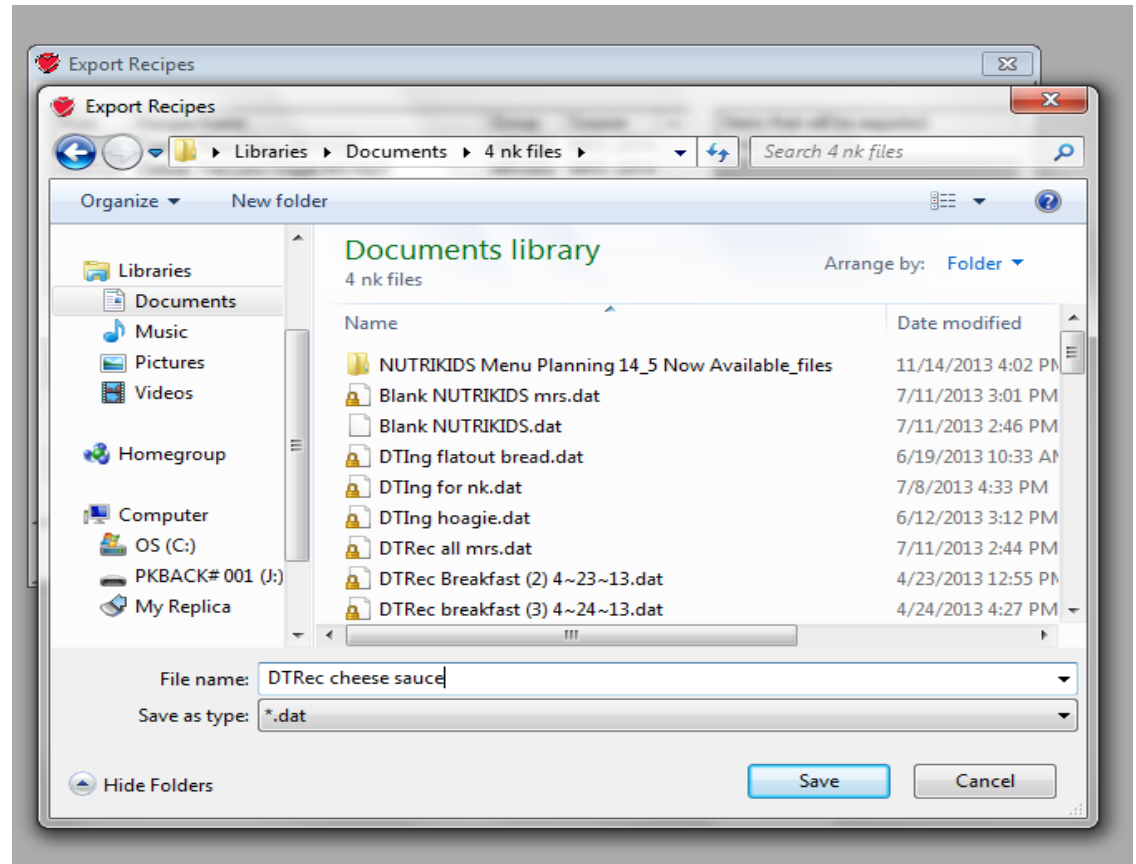 Export Recipes
Export Recipes
Libraries Documents 4 nk files Search 4 nk files
Organize New folder
Documents library
4 nk files
Arrange by: Folder
Name Date modified
Libraries
Documents
Music
Pictures
Videos
Homegroup
Computer
OS (C:)
PKBACK# 001 (J:)
My Replica
NUTRIKIDS Menu Planning 14_5 Now Available_files 11/14/2013 4:02 PM
Blank NUTRIKIDS mrs.dat 7/11/2013 3:01 PM
Blank NUTRIKIDS.dat 7/11/2013 2:46 PM
DTIng flatout bread.dat 6/19/2013 10:33 AM
DTIng for nk.dat 7/8/2013 4:33 PM
DTIng hoagie.dat 6/12/2013 3:12 PM
DTRec all mrs.dat 7/11/2013 2:44 PM
DTRec Breakfast (2) 4~23~13.dat 4/23/2013 12:55 PM
DTRec breakfast (3) 4~24~13.dat 4/24/2013 4:27 PM
File name: DTRec cheese sauce
Save as type: *.dat
Hide Folders Save Cancel